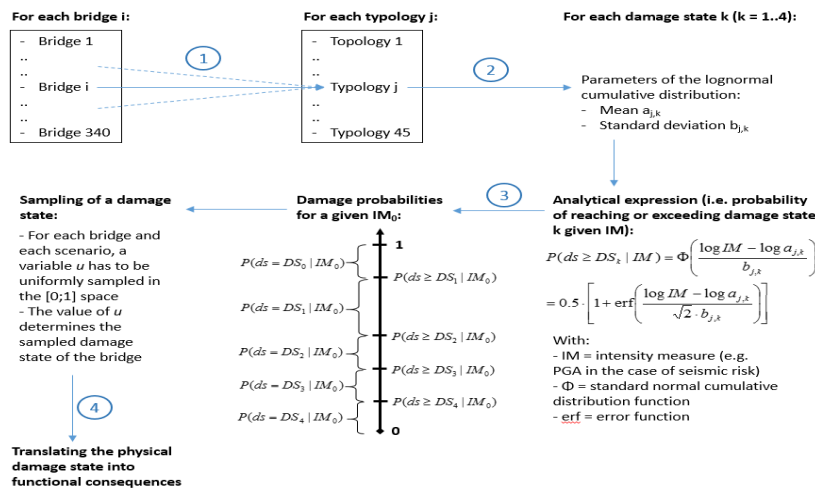 For each bridge i:
- Bridge 1
..
..
- Bridge i
..
..
- Bridge 340
1
For each typology j:
- Topology 1
..
..
- Typology j
..
..
- Typology 45
2
For each damage state k (k = 1..4):
Parameters of the lognormal
cumulative distribution:
- Mean a_{j,k}
- Standard deviation b_{j,k}
3
Analytical expression (i.e. probability
of reaching or exceeding damage state
k given IM):
P(ds ≥ DS_k | IM) = Φ((log IM − log a_{j,k}) / b_{j,k})
= 0.5 · [1 + erf((log IM − log a_{j,k}) / (√2 · b_{j,k}))]
With:
- IM = intensity measure (e.g.
PGA in the case of seismic risk)
- Φ = standard normal cumulative
distribution function
- erf = error function
Damage probabilities
for a given IM₀:
1
P(ds = DS₀ | IM₀)
P(ds ≥ DS₁ | IM₀)
P(ds = DS₁ | IM₀)
P(ds ≥ DS₂ | IM₀)
P(ds = DS₂ | IM₀)
P(ds ≥ DS₃ | IM₀)
P(ds = DS₃ | IM₀)
P(ds ≥ DS₄ | IM₀)
P(ds = DS₄ | IM₀)
0
Sampling of a damage
state:
- For each bridge and
each scenario, a
variable u has to be
uniformly sampled in
the [0;1] space
- The value of u
determines the
sampled damage
state of the bridge
4
Translating the physical
damage state into
functional consequences